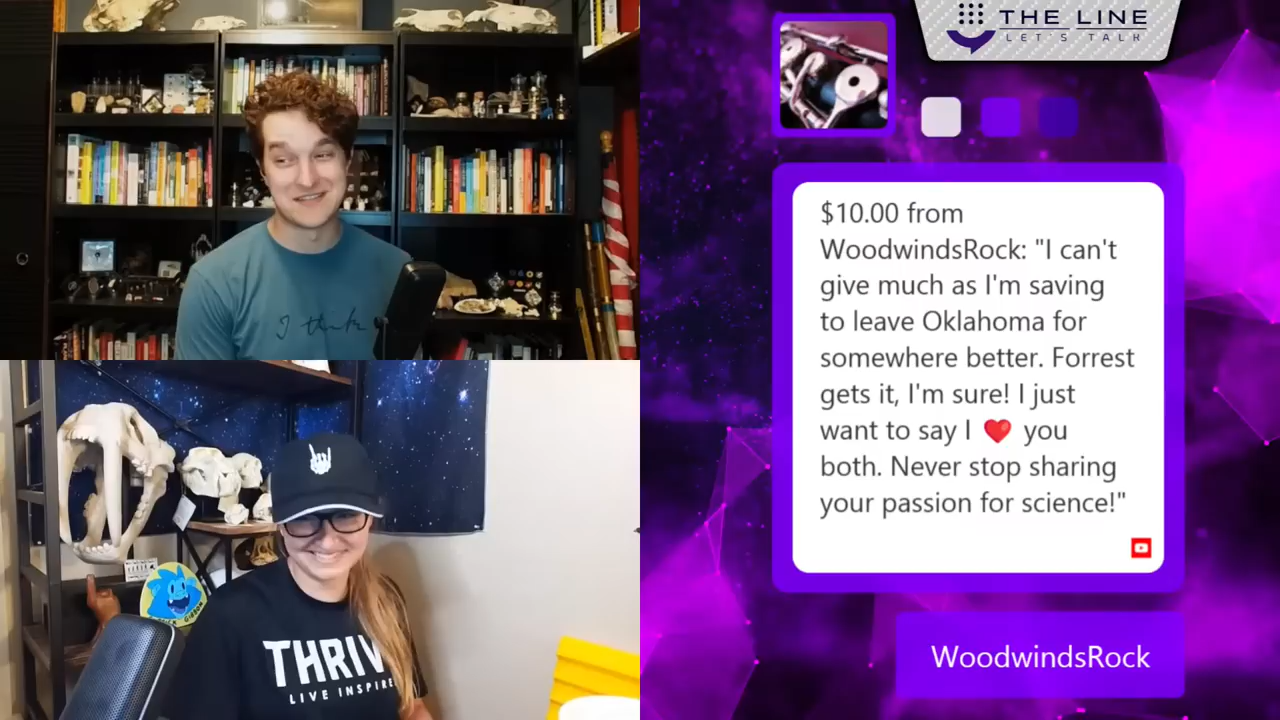 THE LINE
LET'S TALK
$10.00 from
WoodwindsRock: "I can't
give much as I'm saving
to leave Oklahoma for
somewhere better. Forrest
gets it, I'm sure! I just
want to say I ❤️ you
both. Never stop sharing
your passion for science!"
WoodwindsRock
I think
THRIV
LIVE INSPIRE